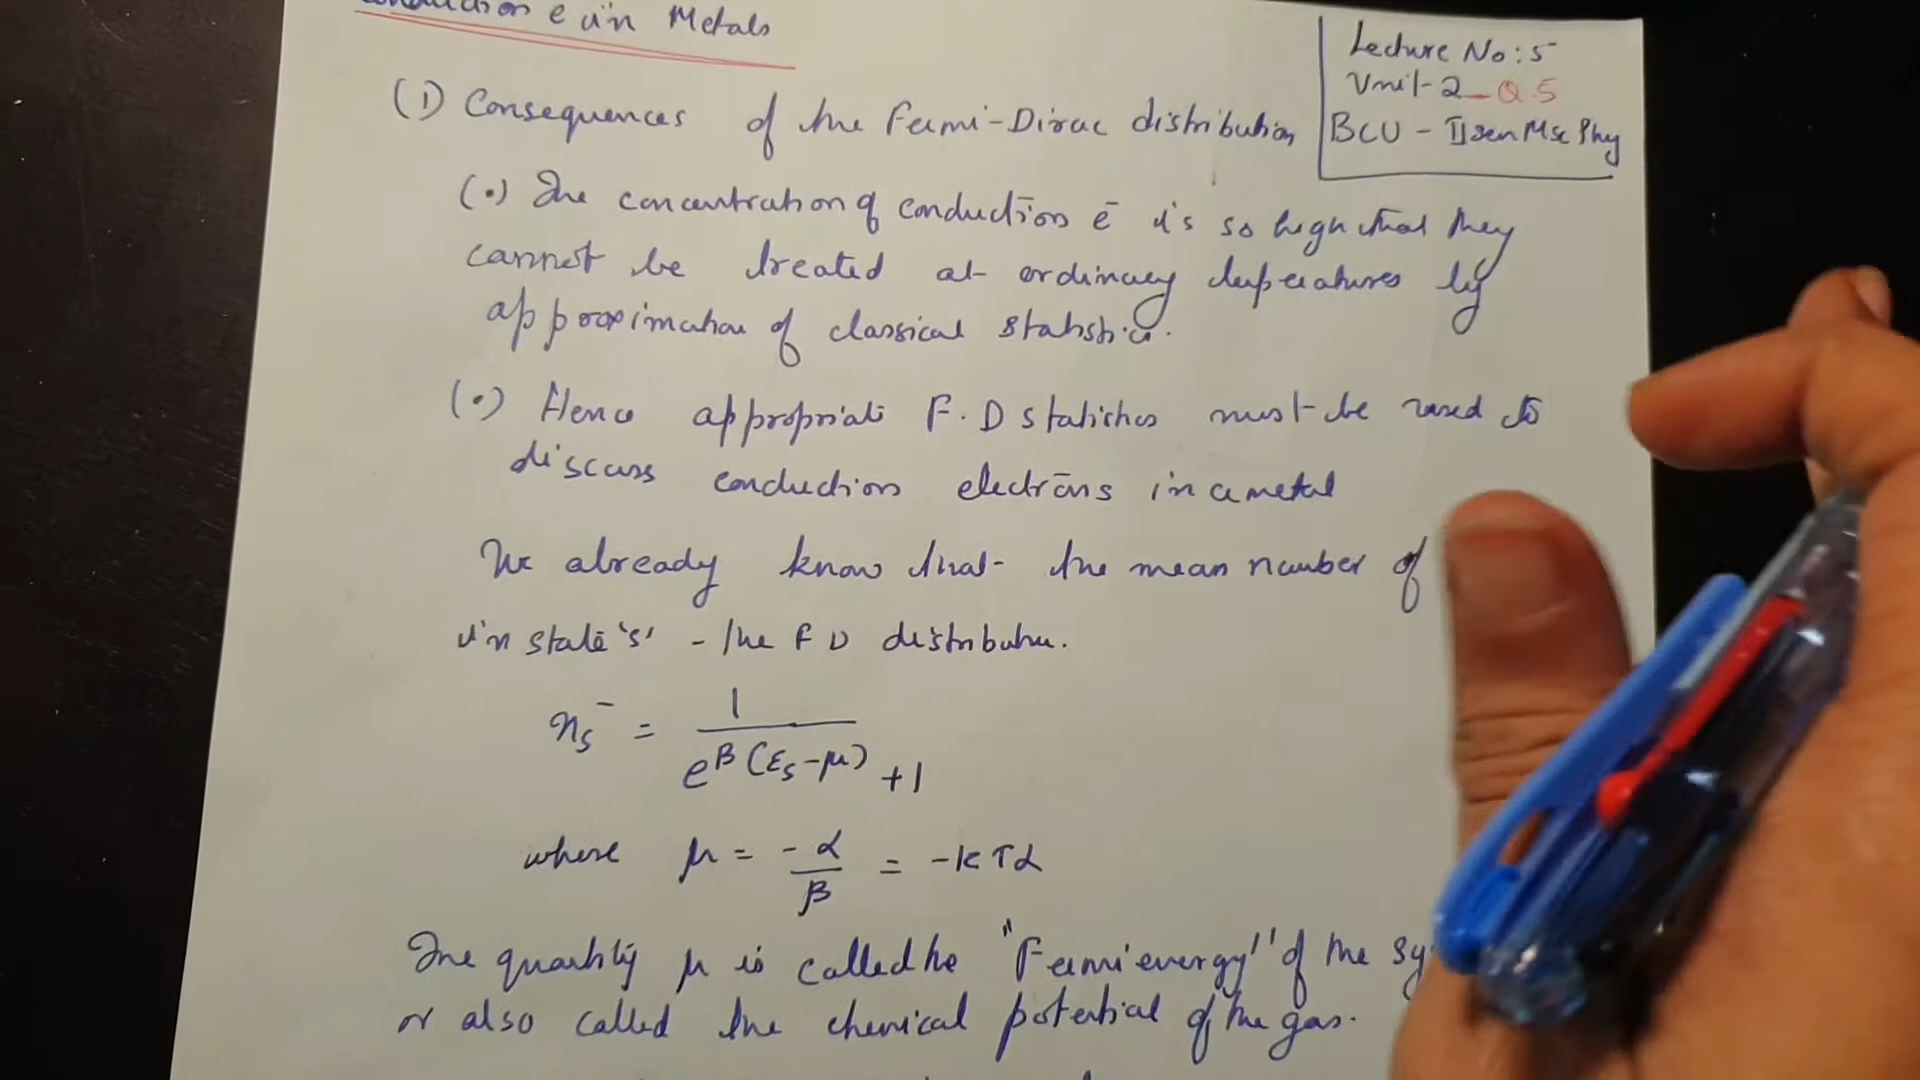 e in Metals
Lecture No: 5
Unit-2 - Q.5
BCU - II sem Msc Phy
(1) Consequences of the Fermi-Dirac distribution
(•) The concentration of conduction e̅ is so high that they
cannot be treated at ordinary temperatures by
approximation of classical statistics.
(•) Hence appropriate F.D statistics must be used to
discuss conduction electrons in a metal
We already know that the mean number of
in state 's' - the F D distribution.
n̅s = 1 / (e^β(εs-μ) + 1)
where μ = -α/β = -kTα
The quantity μ is called the "Fermi energy" of the sy
or also called the chemical potential of the gas.